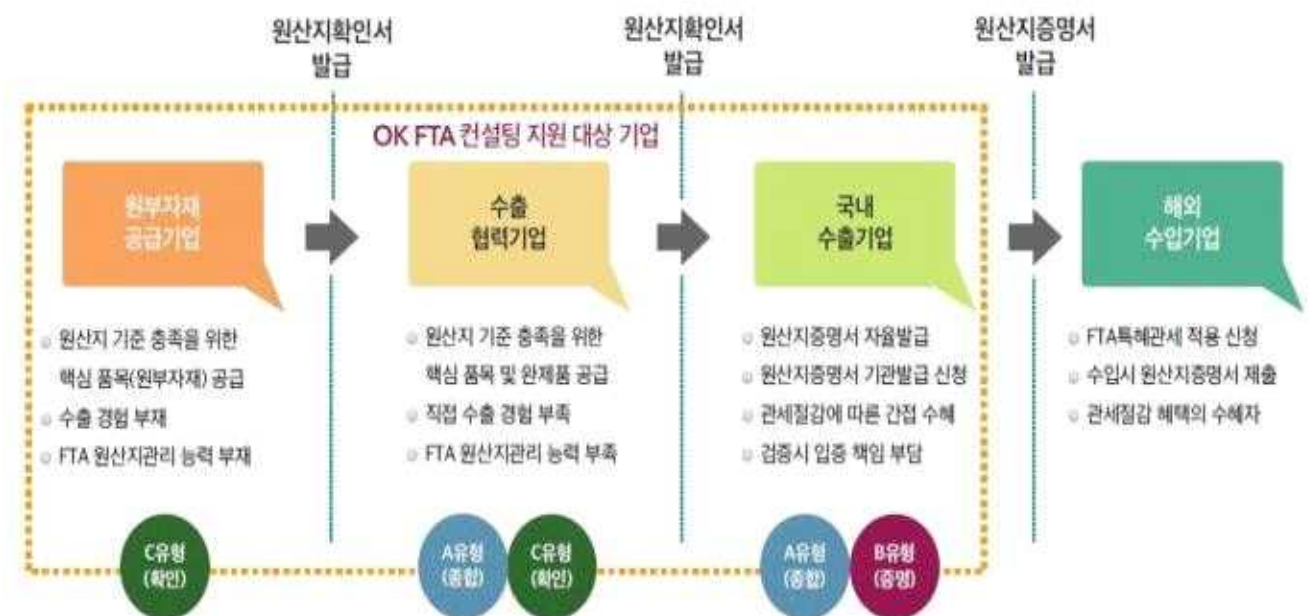 원산지확인서
발급
원산지확인서
발급
원산지증명서
발급
OK FTA 컨설팅 지원 대상 기업
원부자재
공급기업
수출
협력기업
국내
수출기업
해외
수입기업
원산지 기준 충족을 위한
핵심 품목(원부자재) 공급
수출 경험 부재
FTA 원산지관리 능력 부재
원산지 기준 충족을 위한
핵심 품목 및 완제품 공급
직접 수출 경험 부족
FTA 원산지관리 능력 부족
원산지증명서 자율발급
원산지증명서 기관발급 신청
관세절감에 따른 간접 수혜
검증시 입증 책임 부담
FTA특혜관세 적용 신청
수입시 원산지증명서 제출
관세절감 혜택의 수혜자
C유형
(확인)
A유형
(종합)
C유형
(확인)
A유형
(종합)
B유형
(증명)